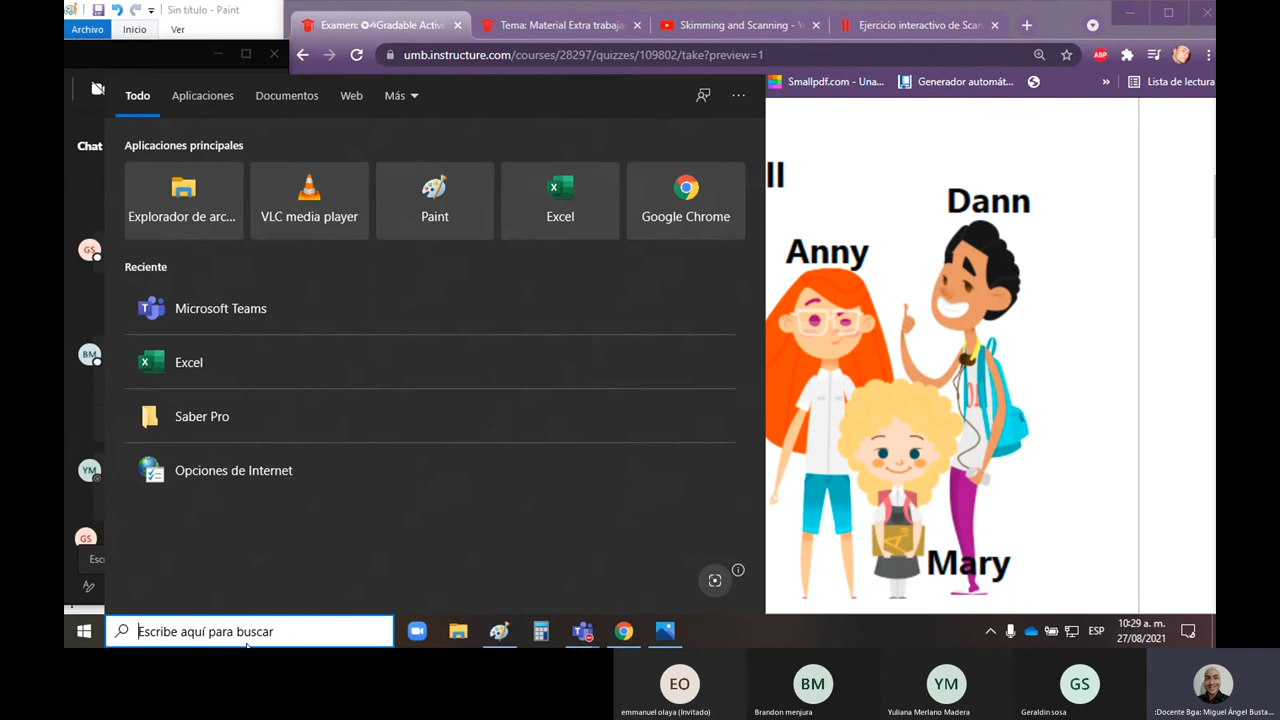 Sin título - Paint
Archivo
Inicio
Ver
Examen: ✪✍Gradable Activ
Tema: Material Extra trabaja
Skimming and Scanning - Y
Ejercicio interactivo de Scan
umb.instructure.com/courses/28297/quizzes/109802/take?preview=1
ABP
Smallpdf.com - Una...
Generador automát...
»
Lista de lectura
Chat
GS
BM
YM
GS
Esc
Todo
Aplicaciones
Documentos
Web
Más
Aplicaciones principales
Explorador de arc...
VLC media player
Paint
Excel
Google Chrome
Reciente
Microsoft Teams
Excel
Saber Pro
Opciones de Internet
ll
Dann
Anny
Mary
Escribe aquí para buscar
ESP
10:29 a. m.
27/08/2021
EO
emmanuel olaya (Invitado)
BM
Brandon menjura
YM
Yuliana Merlano Madera
GS
Geraldin sosa
:Docente Bga: Miguel Ángel Busta...